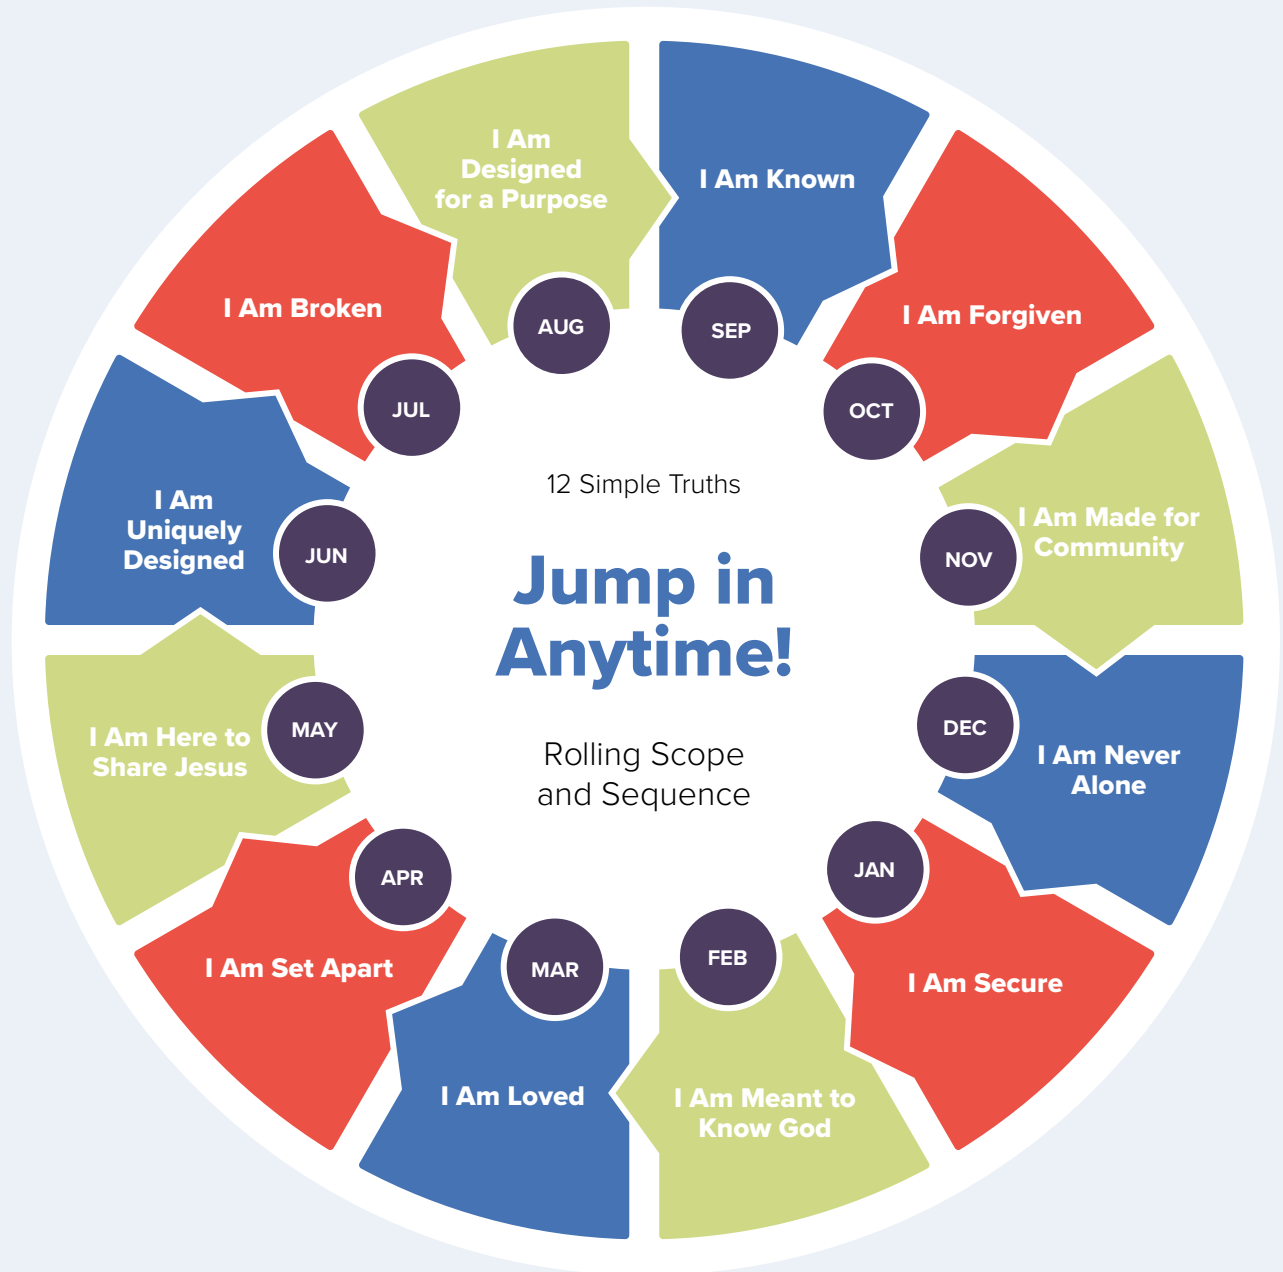 12 Simple Truths
Jump in
Anytime!
Rolling Scope
and Sequence
I Am Known
SEP
I Am Forgiven
OCT
I Am Made for
Community
NOV
I Am Never
Alone
DEC
I Am Secure
JAN
I Am Meant to
Know God
FEB
I Am Loved
MAR
I Am Set Apart
APR
I Am Here to
Share Jesus
MAY
I Am
Uniquely
Designed
JUN
I Am Broken
JUL
I Am
Designed
for a Purpose
AUG